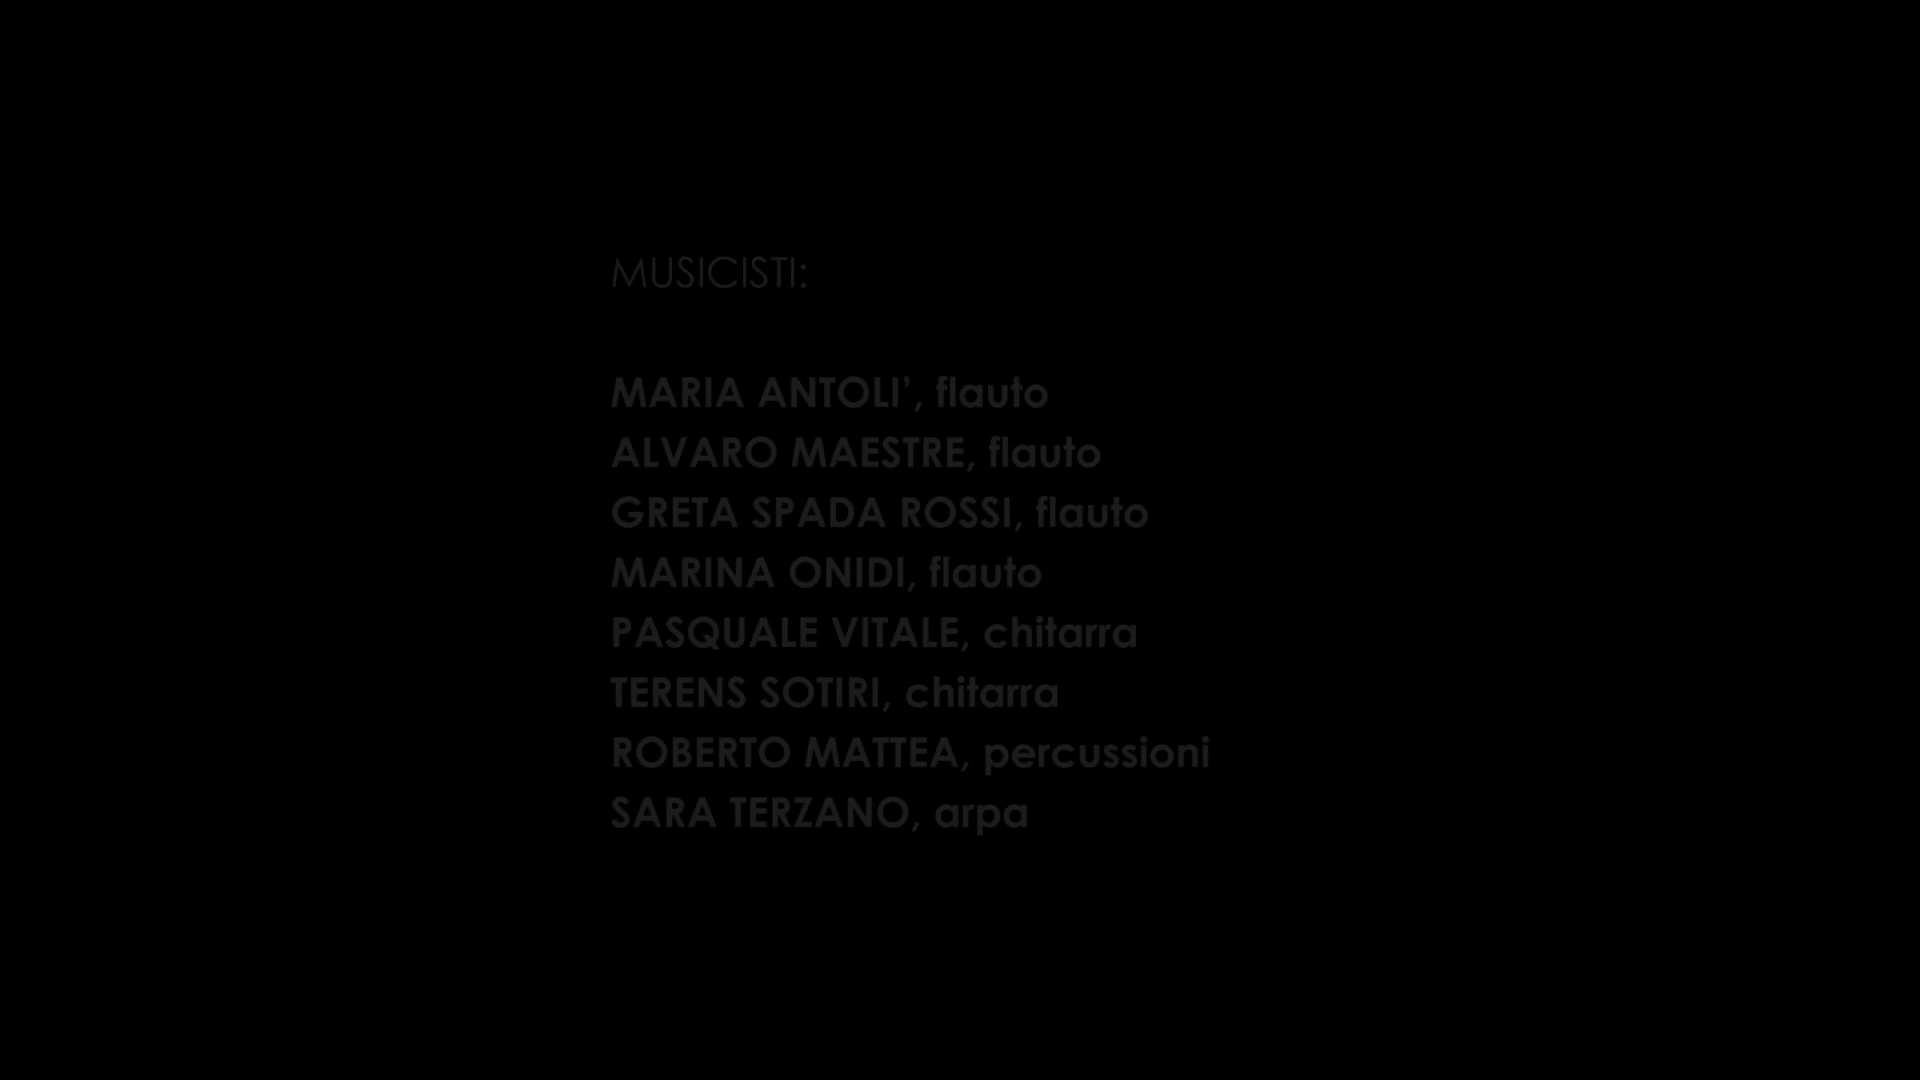 MUSICISTI:
MARIA ANTOLI’, flauto
ALVARO MAESTRE, flauto
GRETA SPADA ROSSI, flauto
MARINA ONIDI, flauto
PASQUALE VITALE, chitarra
TERENS SOTIRI, chitarra
ROBERTO MATTEA, percussioni
SARA TERZANO, arpa